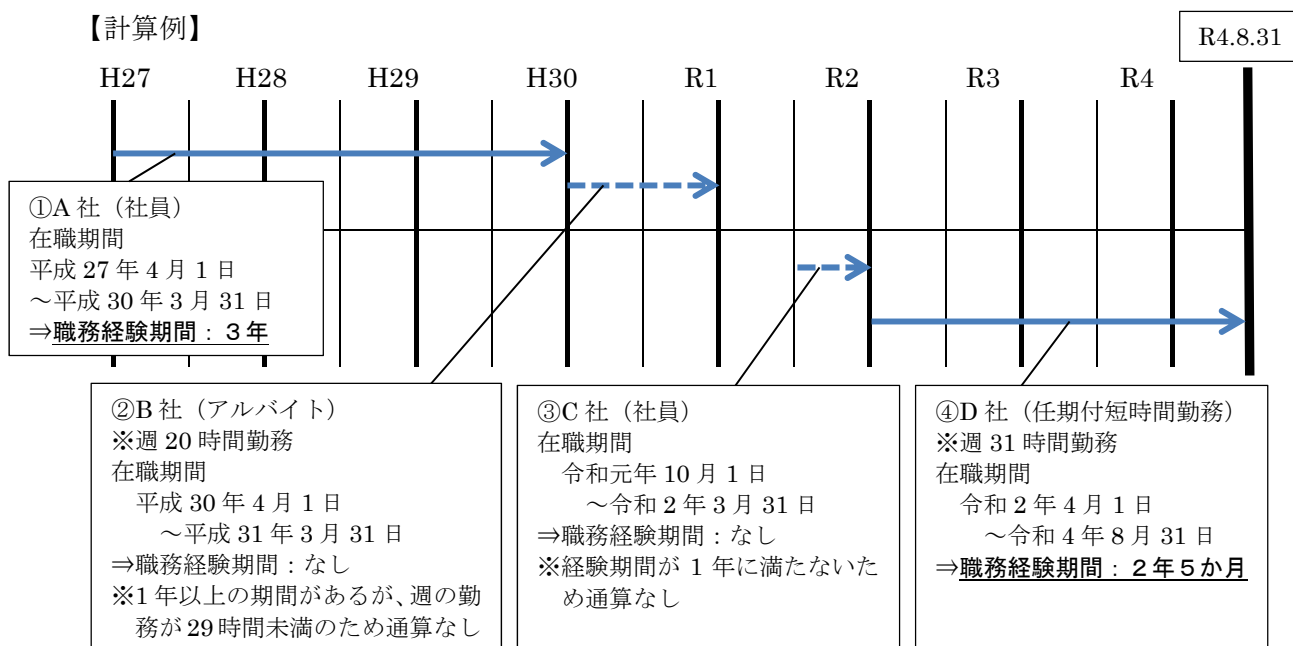 【計算例】
R4.8.31
H27 H28 H29 H30 R1 R2 R3 R4
①A 社（社員）
在職期間
平成 27 年 4 月 1 日
～平成 30 年 3 月 31 日
⇒職務経験期間：３年
②B 社（アルバイト）
※週 20 時間勤務
在職期間
平成 30 年 4 月 1 日
～平成 31 年 3 月 31 日
⇒職務経験期間：なし
※1 年以上の期間があるが、週の勤
務が 29 時間未満のため通算なし
③C 社（社員）
在職期間
令和元年 10 月 1 日
～令和 2 年 3 月 31 日
⇒職務経験期間：なし
※経験期間が 1 年に満たないた
め通算なし
④D 社（任期付短時間勤務）
※週 31 時間勤務
在職期間
令和 2 年 4 月 1 日
～令和 4 年 8 月 31 日
⇒職務経験期間：２年５か月